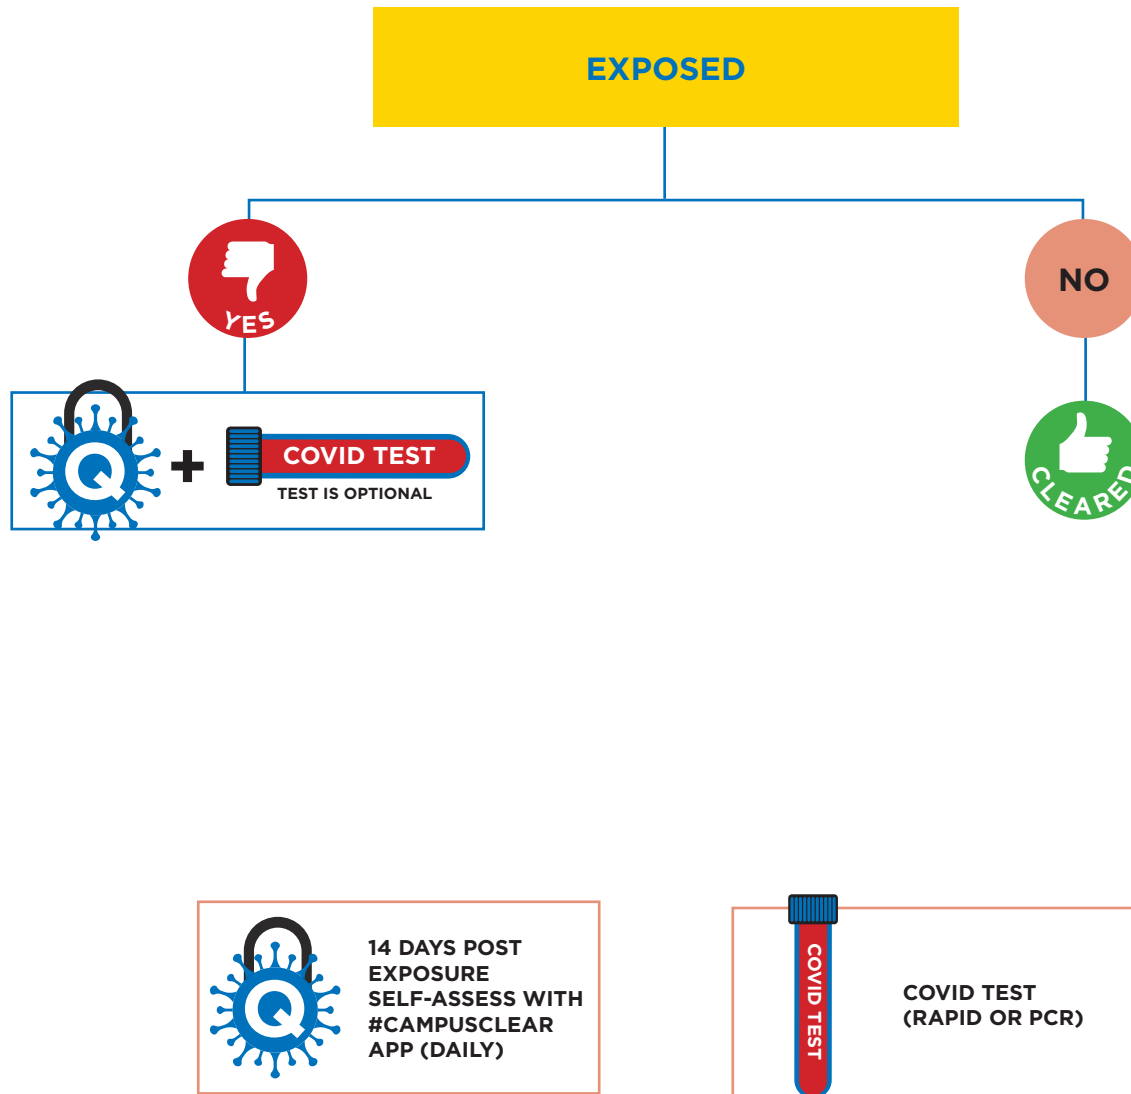 EXPOSED
YES
NO
Q
COVID TEST
TEST IS OPTIONAL
CLEARED
Q
14 DAYS POST
EXPOSURE
SELF-ASSESS WITH
#CAMPUSCLEAR
APP (DAILY)
COVID TEST
COVID TEST
(RAPID OR PCR)